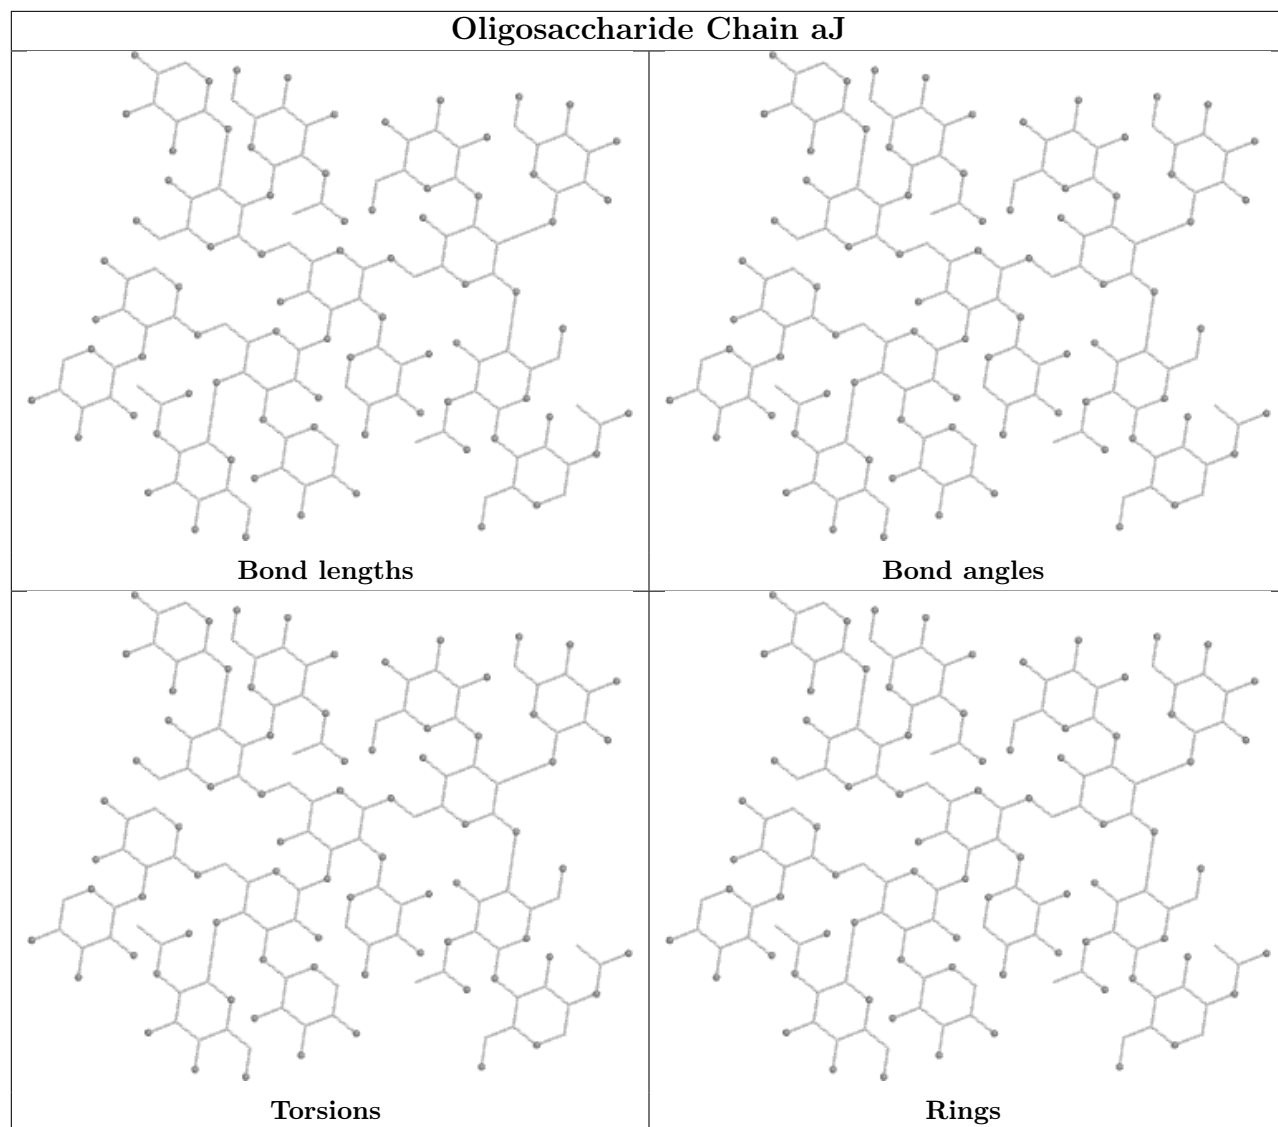 Oligosaccharide Chain aJ
Bond lengths
Bond angles
Torsions
Rings